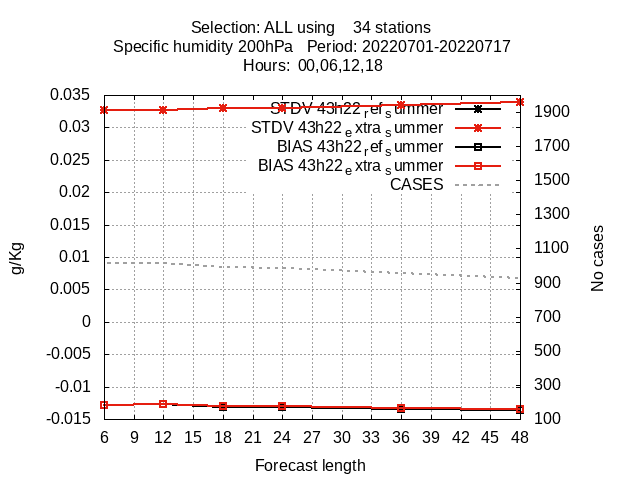 Selection: ALL using    34 stations
Specific humidity 200hPa   Period: 20220701-20220717
Hours:  00,06,12,18
0.035
0.03
0.025
0.02
0.015
0.01
0.005
0
-0.005
-0.01
-0.015
g/Kg
STDV 43h22_ref_summer
STDV 43h22_extra_summer
BIAS 43h22_ref_summer
BIAS 43h22_extra_summer
CASES
1900
1700
1500
1300
1100
900
700
500
300
100
No cases
6 9 12 15 18 21 24 27 30 33 36 39 42 45 48
Forecast length